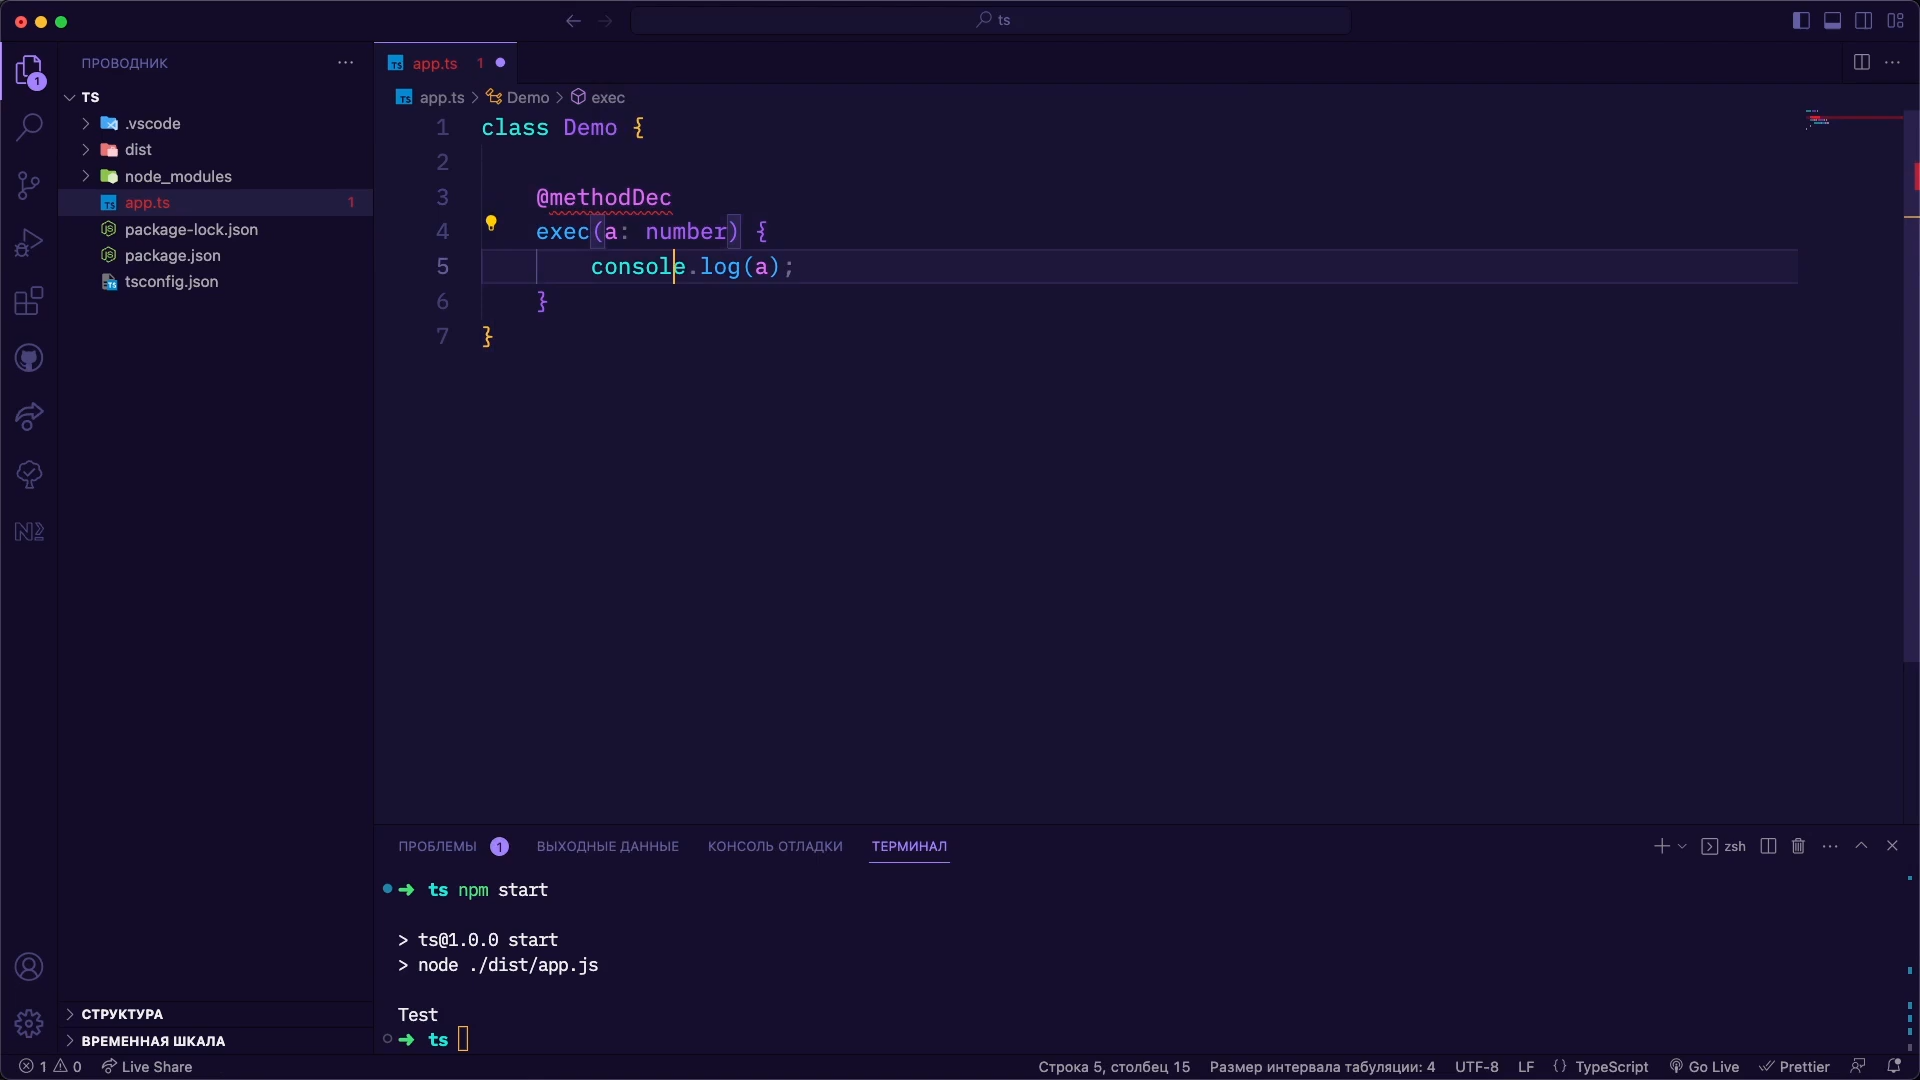 ts
ПРОВОДНИК
TS
.vscode
dist
node_modules
app.ts 1
package-lock.json
package.json
tsconfig.json
СТРУКТУРА
ВРЕМЕННАЯ ШКАЛА
app.ts 1
app.ts > Demo > exec
1 class Demo {
2
3 @methodDec
4 exec(a: number) {
5 console.log(a);
6 }
7 }
ПРОБЛЕМЫ 1 ВЫХОДНЫЕ ДАННЫЕ КОНСОЛЬ ОТЛАДКИ ТЕРМИНАЛ zsh
➜ ts npm start
> ts@1.0.0 start
> node ./dist/app.js
Test
➜ ts
1 0 Live Share Строка 5, столбец 15 Размер интервала табуляции: 4 UTF-8 LF {} TypeScript Go Live Prettier